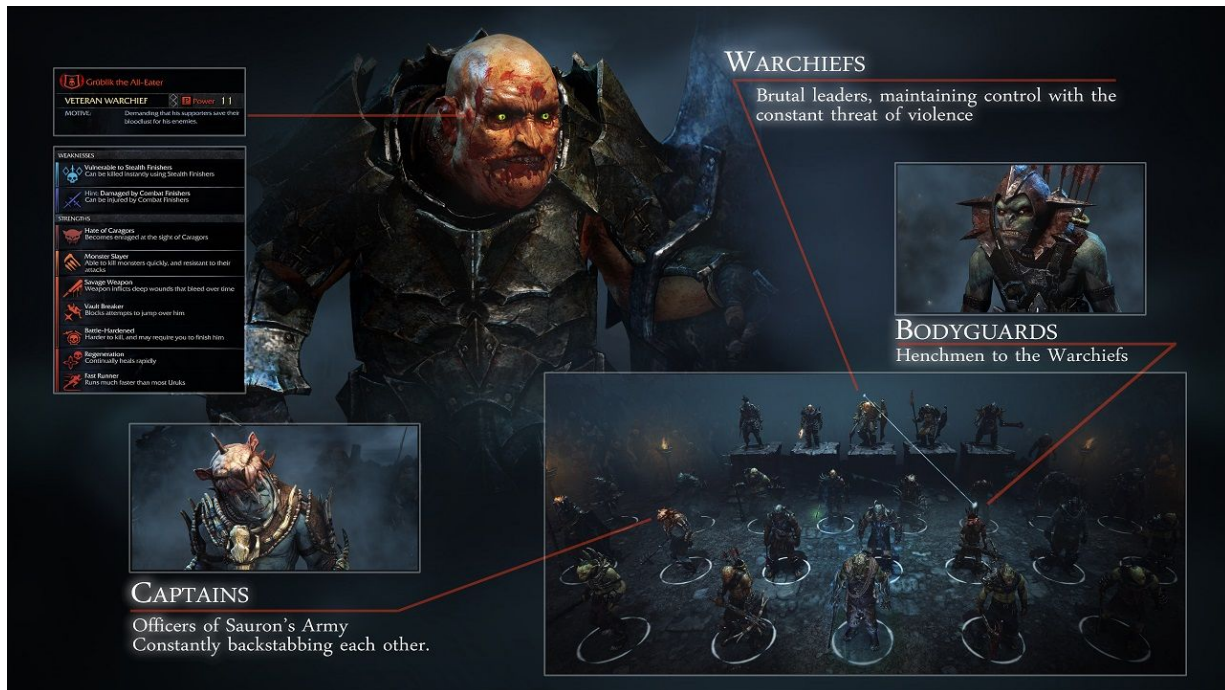 Grüblik the All-Eater
VETERAN WARCHIEF Power 11
MOTIVE: Demanding that his supporters save their
bloodlust for his enemies.
WEAKNESSES
Vulnerable to Stealth Finishers
Can be killed instantly using Stealth Finishers
Hint: Damaged by Combat Finishers
Can be injured by Combat Finishers
STRENGTHS
Hate of Caragors
Becomes enraged at the sight of Caragors
Monster Slayer
Able to kill monsters quickly, and resistant to their
attacks
Savage Weapon
Weapon inflicts deep wounds that bleed over time
Vault Breaker
Blocks attempts to jump over him
Battle-Hardened
Harder to kill, and may require you to finish him
Regeneration
Continually heals rapidly
Fast Runner
Runs much faster than most Uruks
WARCHIEFS
Brutal leaders, maintaining control with the
constant threat of violence
BODYGUARDS
Henchmen to the Warchiefs
CAPTAINS
Officers of Sauron's Army
Constantly backstabbing each other.